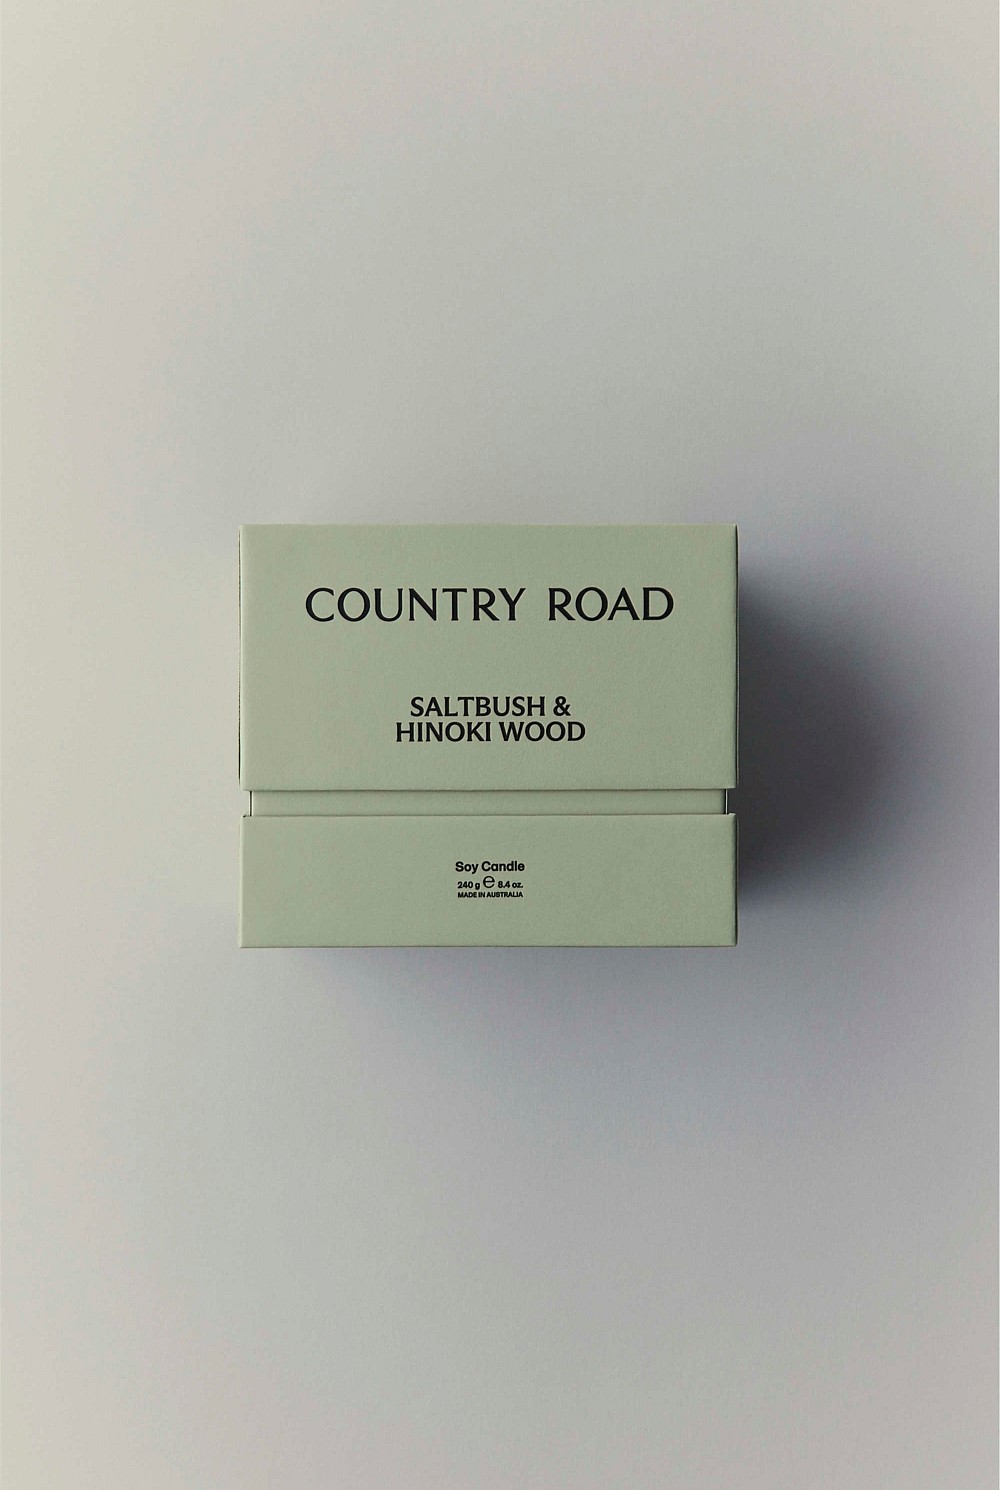 COUNTRY ROAD
SALTBUSH &
HINOKI WOOD
Soy Candle
240 g ℮ 8.4 oz.
MADE IN AUSTRALIA